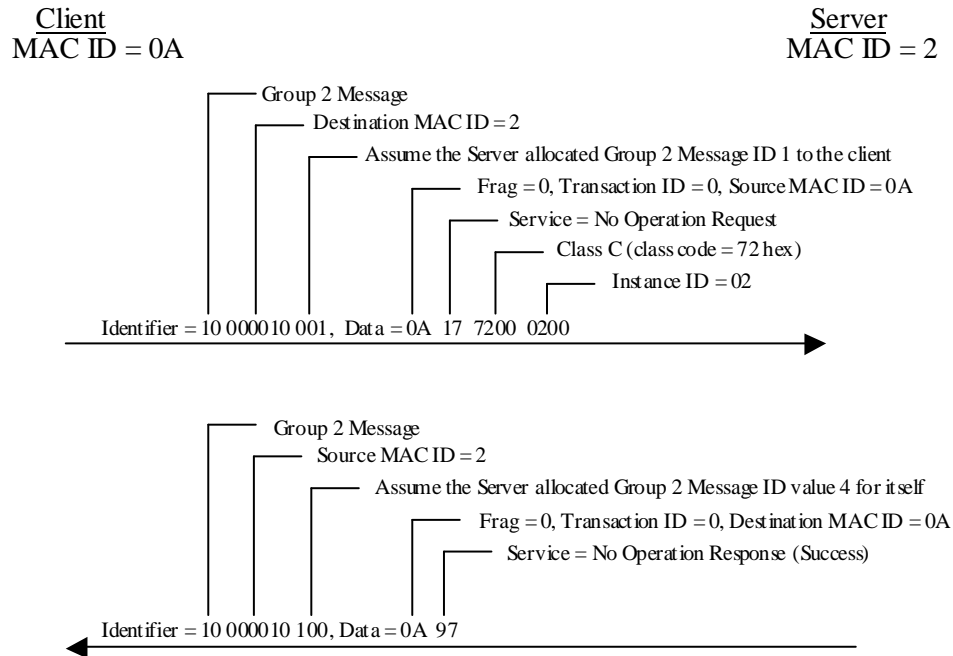 Client
MAC ID = 0A
Server
MAC ID = 2
Group 2 Message
Destination MAC ID = 2
Assume the Server allocated Group 2 Message ID 1 to the client
Frag = 0, Transaction ID = 0, Source MAC ID = 0A
Service = No Operation Request
Class C (class code = 72 hex)
Instance ID = 02
Identifier = 10 000010 001, Data = 0A 17 7200 0200
Group 2 Message
Source MAC ID = 2
Assume the Server allocated Group 2 Message ID value 4 for itself
Frag = 0, Transaction ID = 0, Destination MAC ID = 0A
Service = No Operation Response (Success)
Identifier = 10 000010 100, Data = 0A 97